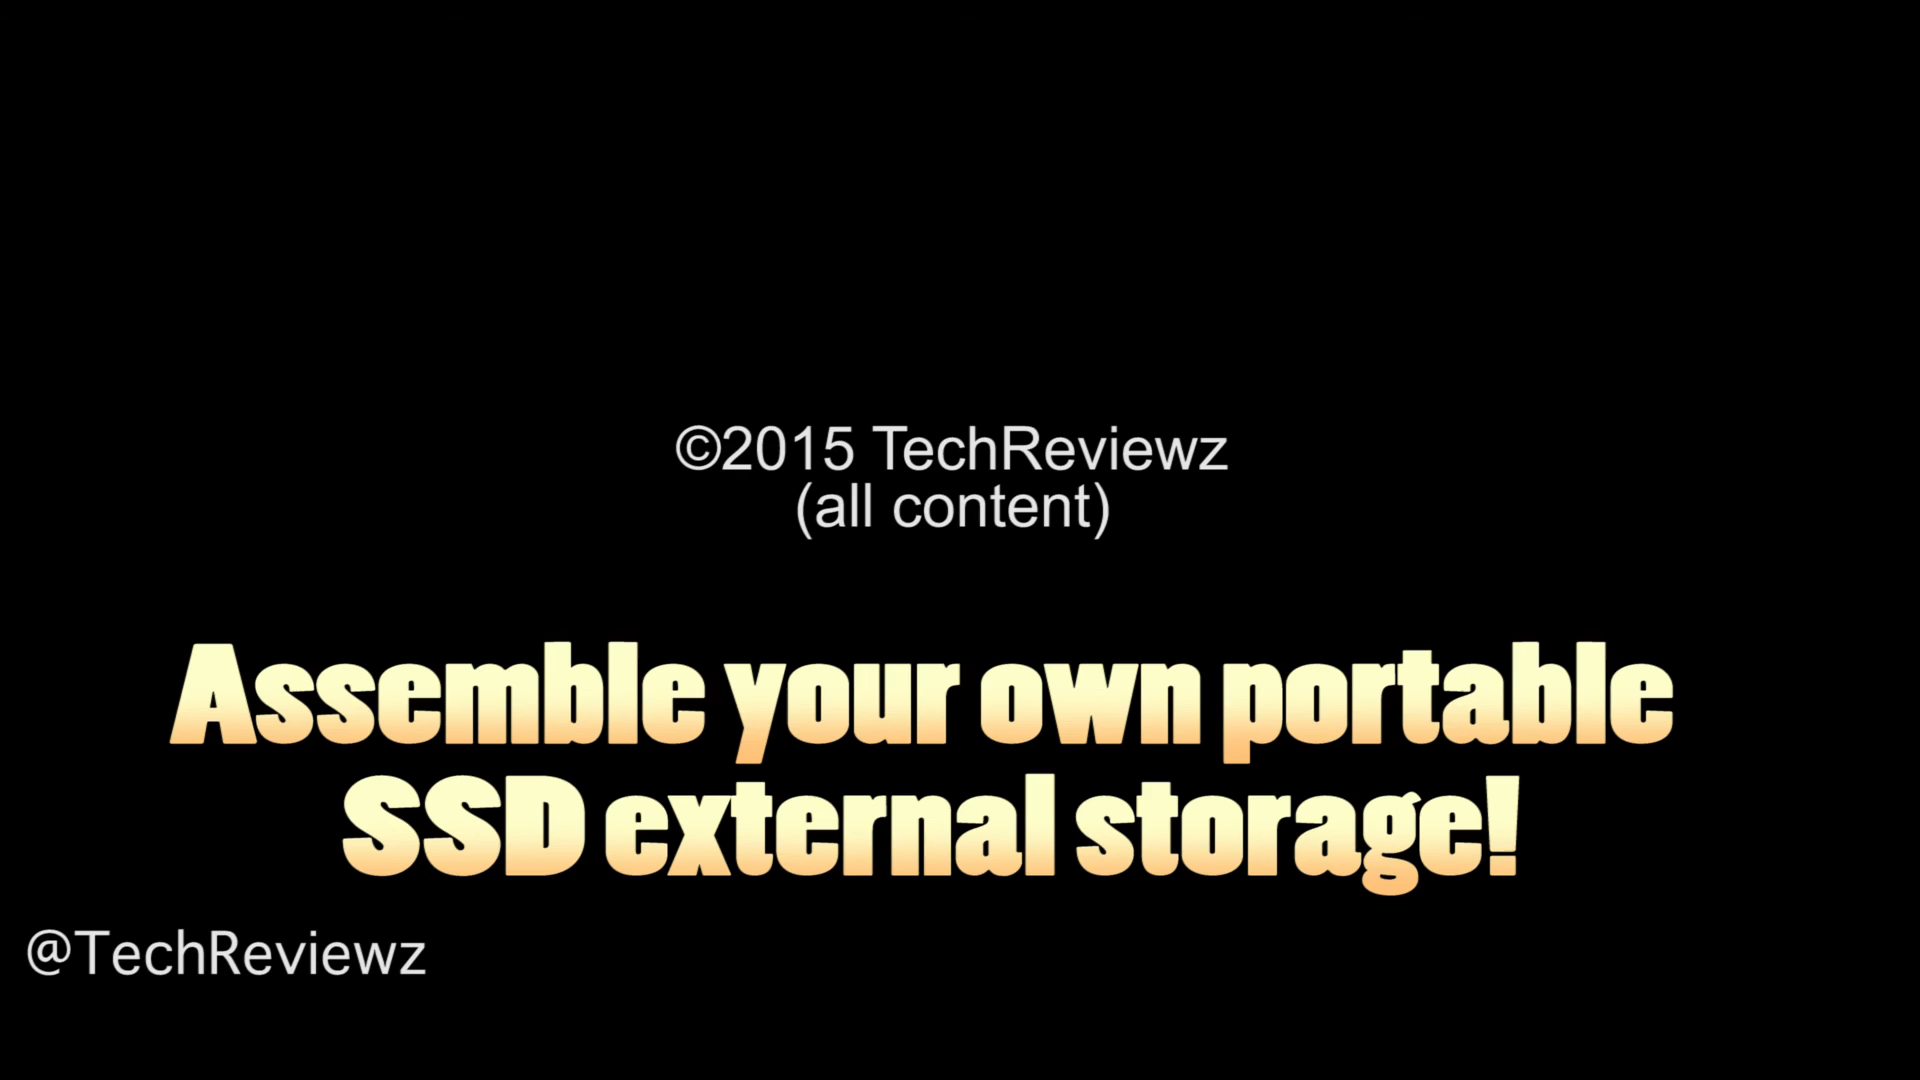 ©2015 TechReviewz
(all content)
Assemble your own portable
SSD external storage!
@TechReviewz